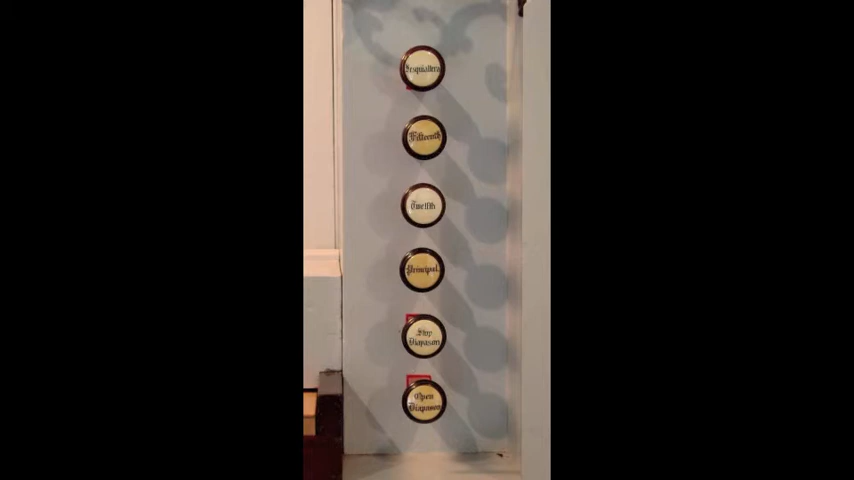 Sesquialtera
Fifteenth
Twelfth
Principal
Stop
Diapason
Open
Diapason